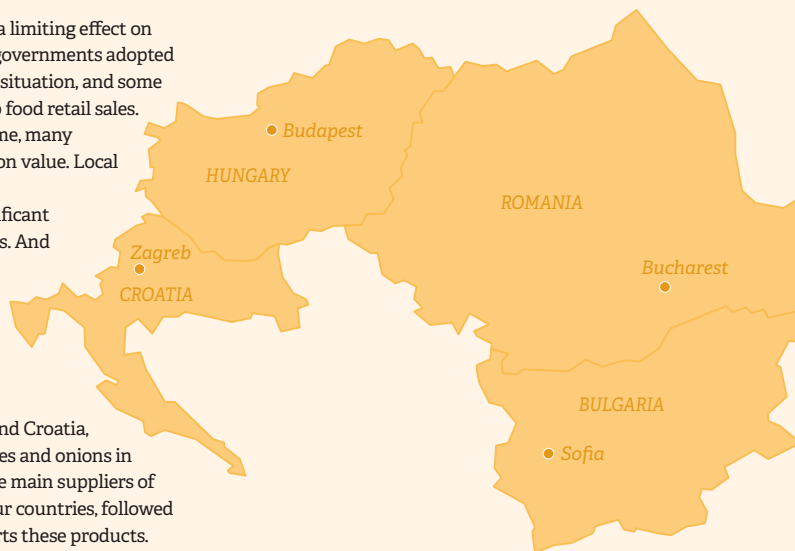 a limiting effect on
governments adopted
situation, and some
food retail sales.
me, many
on value. Local
ificant
s. And
nd Croatia,
es and onions in
e main suppliers of
ur countries, followed
rts these products.
Budapest
HUNGARY
ROMANIA
Zagreb
CROATIA
Bucharest
BULGARIA
Sofia